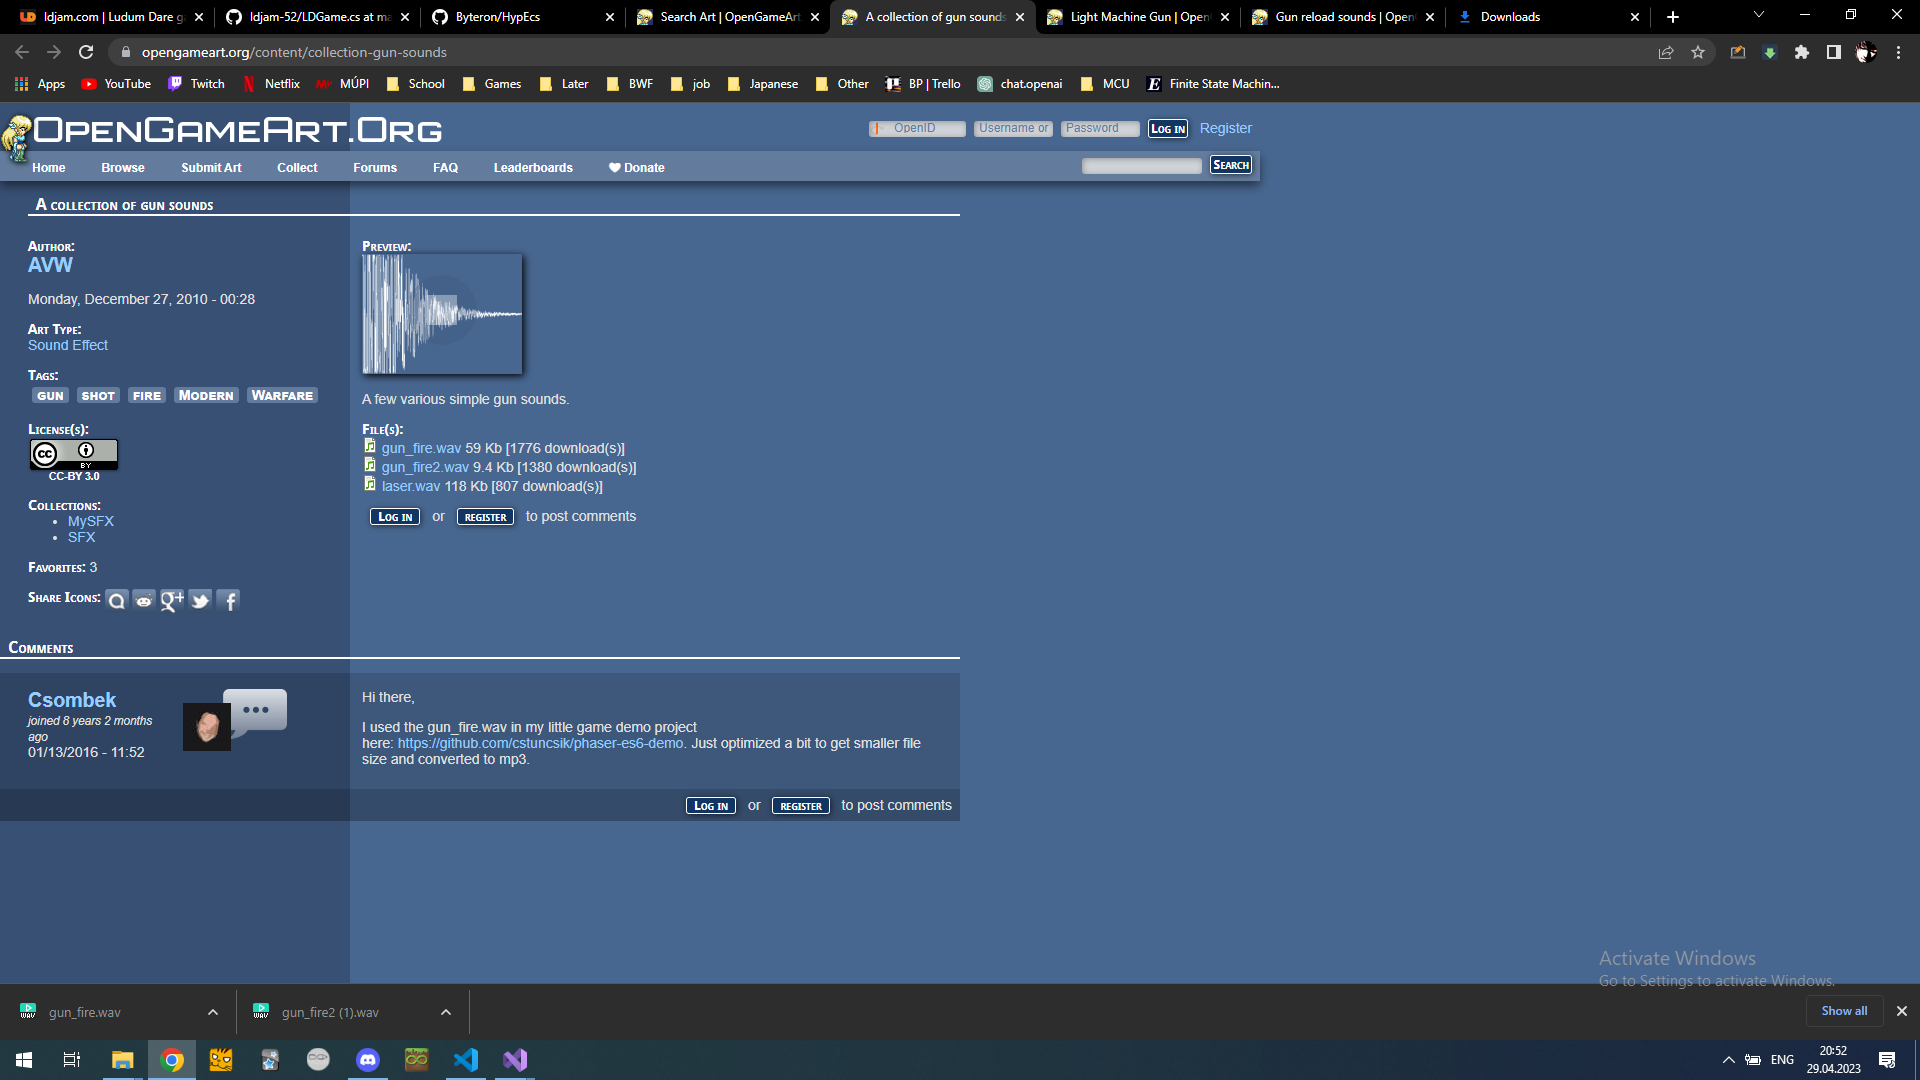 ldjam.com | Ludum Dare g
ldjam-52/LDGame.cs at ma
Byteron/HypEcs
Search Art | OpenGameArt.
A collection of gun sounds
Light Machine Gun | Open
Gun reload sounds | Open
Downloads
opengameart.org/content/collection-gun-sounds
Apps
YouTube
Twitch
Netflix
MÚPI
School
Games
Later
BWF
job
Japanese
Other
BP | Trello
chat.openai
MCU
Finite State Machin...
OpenGameArt.Org
OpenID
Username or
Password
Log in
Register
Home
Browse
Submit Art
Collect
Forums
FAQ
Leaderboards
Donate
Search
A collection of gun sounds
Author:
AVW
Monday, December 27, 2010 - 00:28
Art Type:
Sound Effect
Tags:
gun shot fire Modern Warfare
License(s):
cc
BY
CC-BY 3.0
Collections:
• MySFX
• SFX
Favorites: 3
Share Icons:
Preview:
A few various simple gun sounds.
File(s):
gun_fire.wav 59 Kb [1776 download(s)]
gun_fire2.wav 9.4 Kb [1380 download(s)]
laser.wav 118 Kb [807 download(s)]
Log in or register to post comments
Comments
Csombek
joined 8 years 2 months
ago
01/13/2016 - 11:52
Hi there,
I used the gun_fire.wav in my little game demo project
here: https://github.com/cstuncsik/phaser-es6-demo. Just optimized a bit to get smaller file
size and converted to mp3.
Log in or register to post comments
Activate Windows
Go to Settings to activate Windows.
gun_fire.wav
gun_fire2 (1).wav
Show all
ENG
20:52
29.04.2023